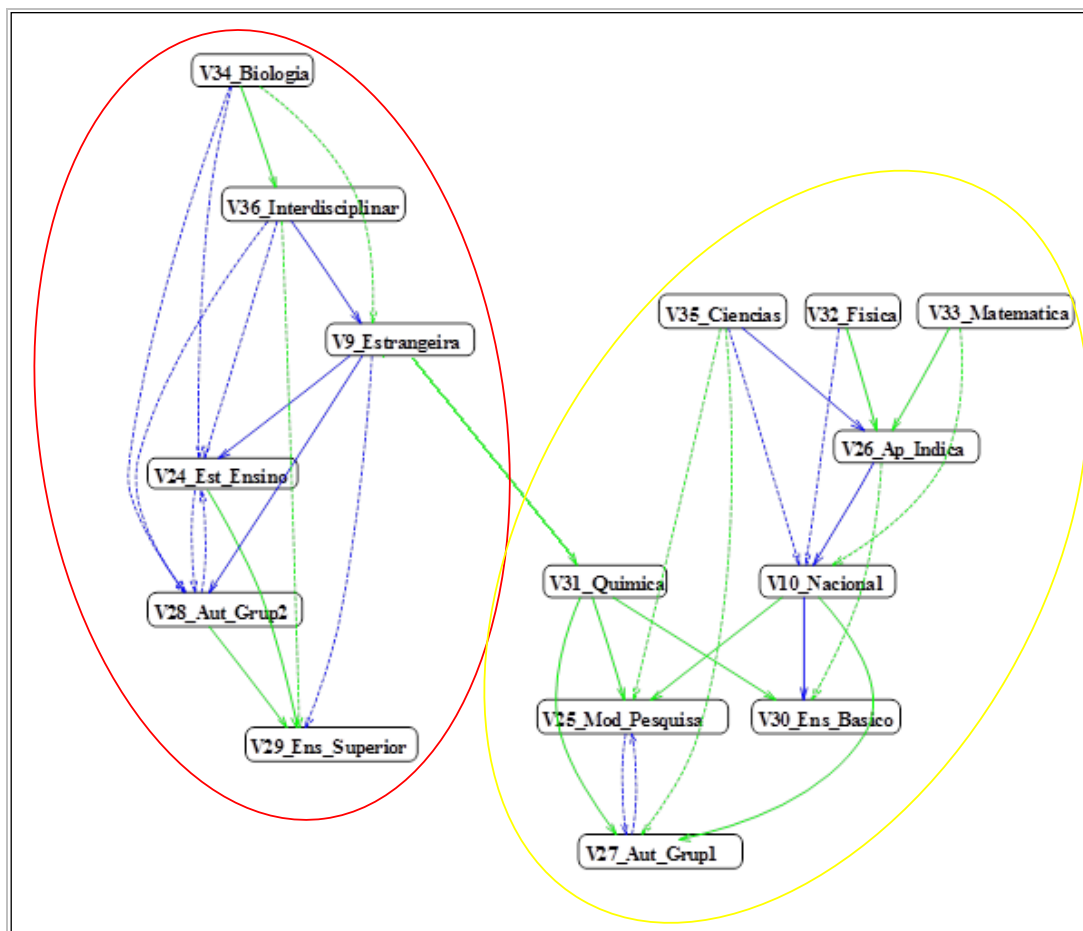 V34_Biologia
V36_Interdisciplinar
V35_Ciencias
V32_Fisica
V33_Matematica
V9_Estrangeira
V26_Ap_Indica
V24_Est_Ensino
V31_Quimica
V10_Nacional
V28_Aut_Grup2
V25_Mod_Pesquisa
V30_Ens_Basico
V29_Ens_Superior
V27_Aut_Grup1